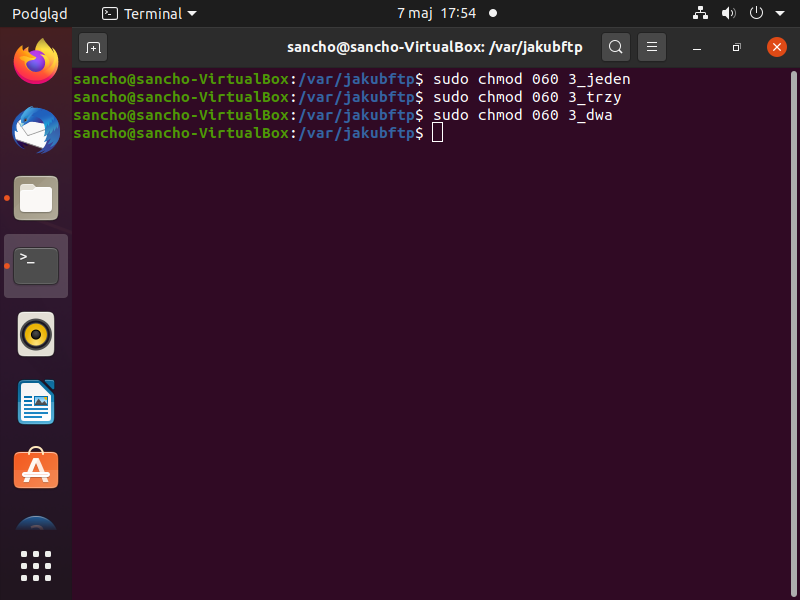 Podgląd
Terminal
7 maj 17:54
sancho@sancho-VirtualBox: /var/jakubftp
sancho@sancho-VirtualBox:/var/jakubftp$ sudo chmod 060 3_jeden
sancho@sancho-VirtualBox:/var/jakubftp$ sudo chmod 060 3_trzy
sancho@sancho-VirtualBox:/var/jakubftp$ sudo chmod 060 3_dwa
sancho@sancho-VirtualBox:/var/jakubftp$
>_